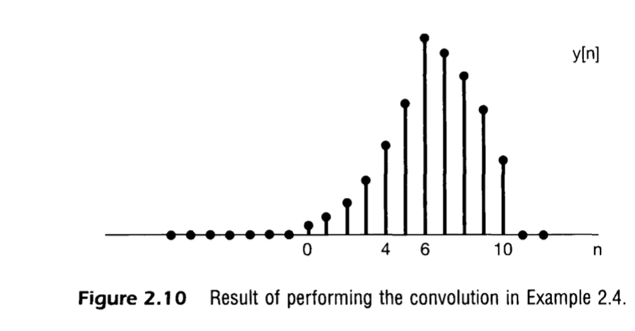 y[n]
0 4 6 10 n
Figure 2.10 Result of performing the convolution in Example 2.4.